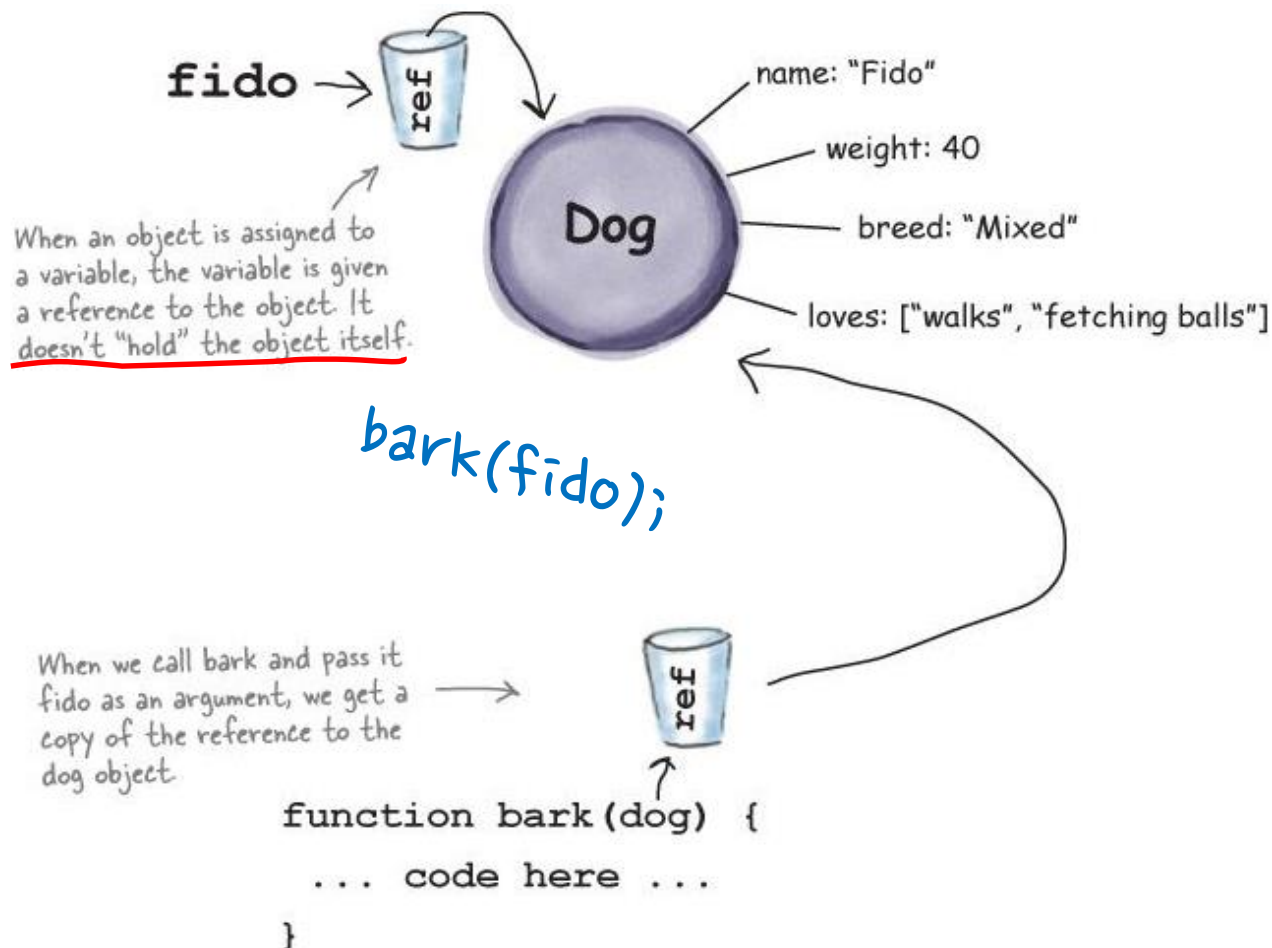 fido
ref
name: “Fido”
weight: 40
Dog
breed: “Mixed”
loves: [“walks”, “fetching balls”]
When an object is assigned to
a variable, the variable is given
a reference to the object. It
doesn't “hold” the object itself.
bark(fido);
When we call bark and pass it
fido as an argument, we get a
copy of the reference to the
dog object.
ref
function bark(dog) {
... code here ...
}